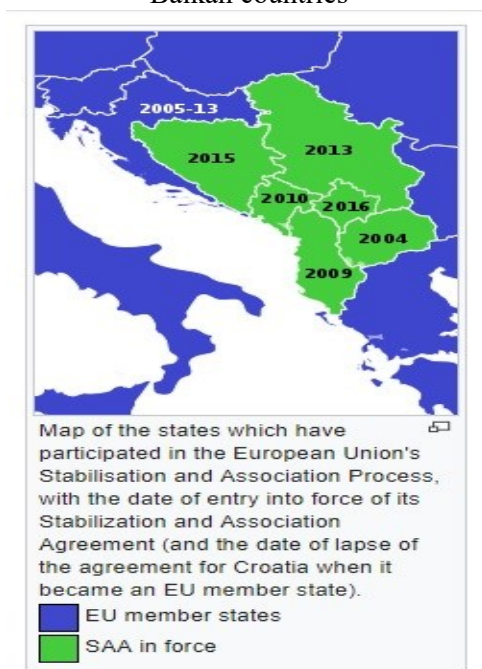 Balkan countries
2005-13
2015
2013
2010
2016
2004
2009
Map of the states which have
participated in the European Union's
Stabilisation and Association Process,
with the date of entry into force of its
Stabilization and Association
Agreement (and the date of lapse of
the agreement for Croatia when it
became an EU member state).
EU member states
SAA in force